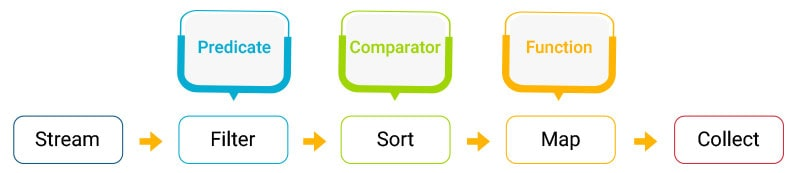 Predicate
Comparator
Function
Stream
Filter
Sort
Map
Collect